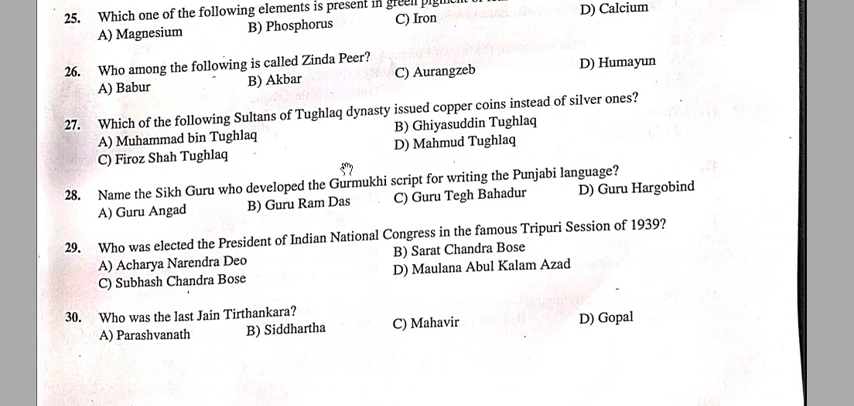 25. Which one of the following elements is present in green
A) Magnesium B) Phosphorus C) Iron D) Calcium
26. Who among the following is called Zinda Peer?
A) Babur B) Akbar C) Aurangzeb D) Humayun
27. Which of the following Sultans of Tughlaq dynasty issued copper coins instead of silver ones?
A) Muhammad bin Tughlaq B) Ghiyasuddin Tughlaq
C) Firoz Shah Tughlaq D) Mahmud Tughlaq
28. Name the Sikh Guru who developed the Gurmukhi script for writing the Punjabi language?
A) Guru Angad B) Guru Ram Das C) Guru Tegh Bahadur D) Guru Hargobind
29. Who was elected the President of Indian National Congress in the famous Tripuri Session of 1939?
A) Acharya Narendra Deo B) Sarat Chandra Bose
C) Subhash Chandra Bose D) Maulana Abul Kalam Azad
30. Who was the last Jain Tirthankara?
A) Parashvanath B) Siddhartha C) Mahavir D) Gopal